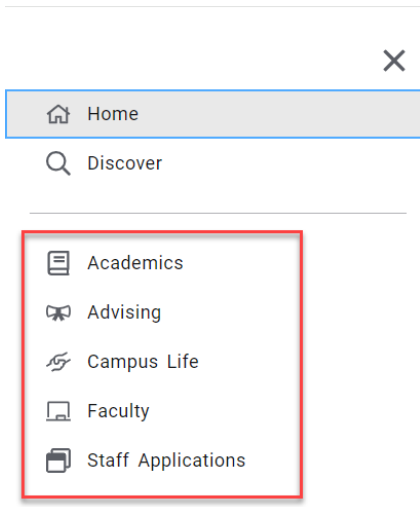 Home
Discover
Academics
Advising
Campus Life
Faculty
Staff Applications